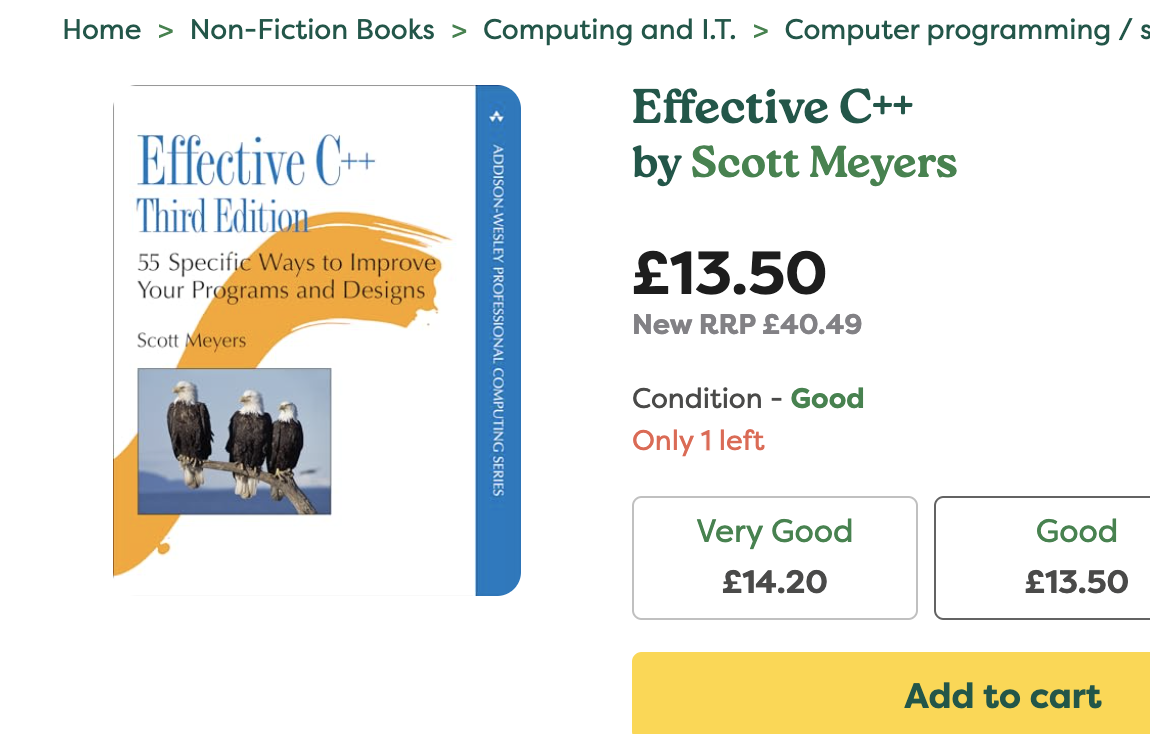 Home > Non-Fiction Books > Computing and I.T. > Computer programming / s
Effective C++
Third Edition
55 Specific Ways to Improve
Your Programs and Designs
Scott Meyers
ADDISON-WESLEY PROFESSIONAL COMPUTING SERIES
Effective C++
by Scott Meyers
£13.50
New RRP £40.49
Condition - Good
Only 1 left
Very Good
£14.20
Good
£13.50
Add to cart